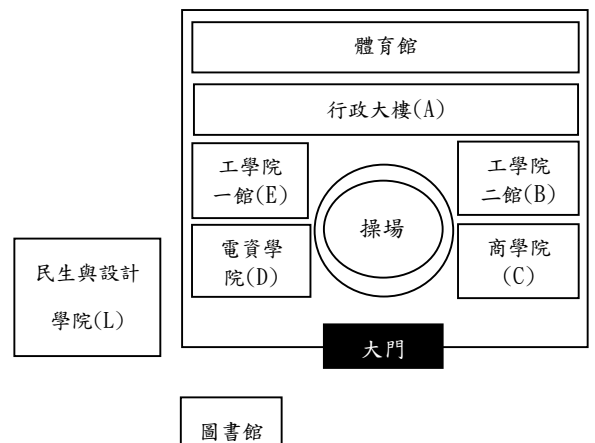 體育館
行政大樓(A)
工學院
一館(E)
工學院
二館(B)
操場
電資學
院(D)
商學院
(C)
民生與設計
學院(L)
大門
圖書館